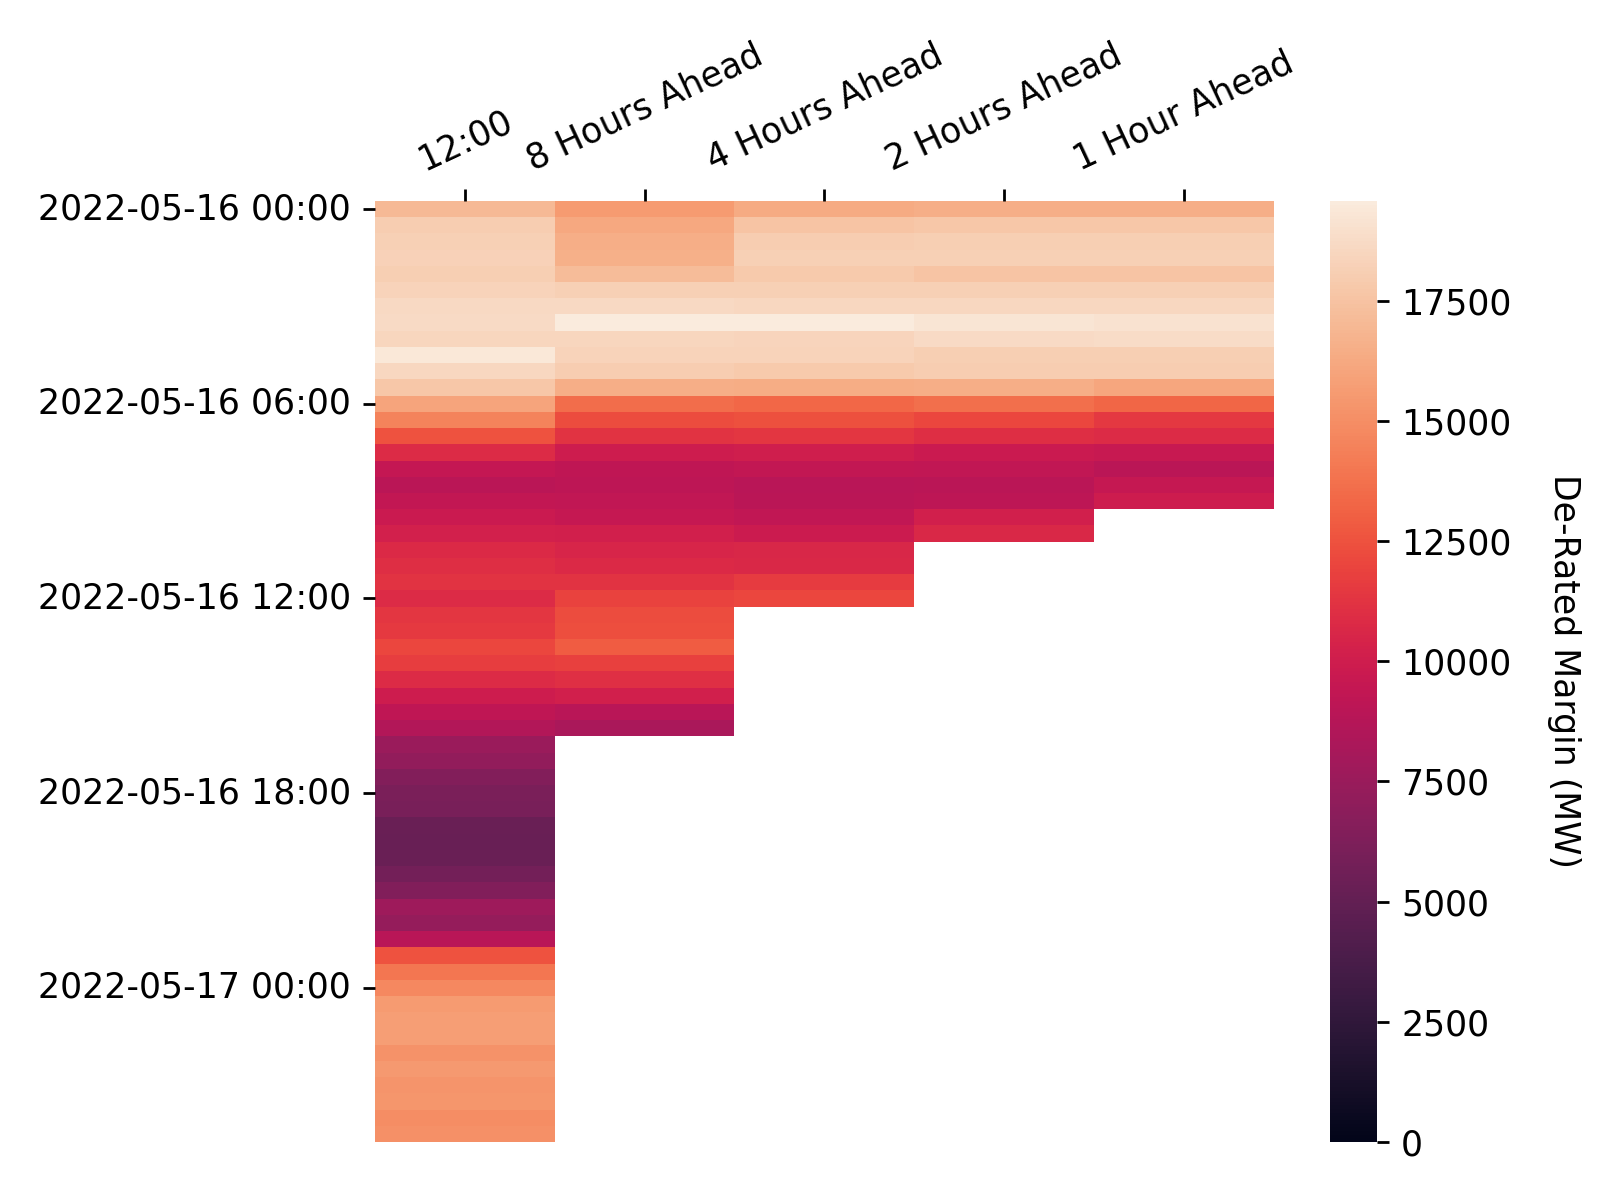 12:00
8 Hours Ahead
4 Hours Ahead
2 Hours Ahead
1 Hour Ahead
2022-05-16 00:00
2022-05-16 06:00
2022-05-16 12:00
2022-05-16 18:00
2022-05-17 00:00
17500
15000
12500
10000
7500
5000
2500
0
De-Rated Margin (MW)